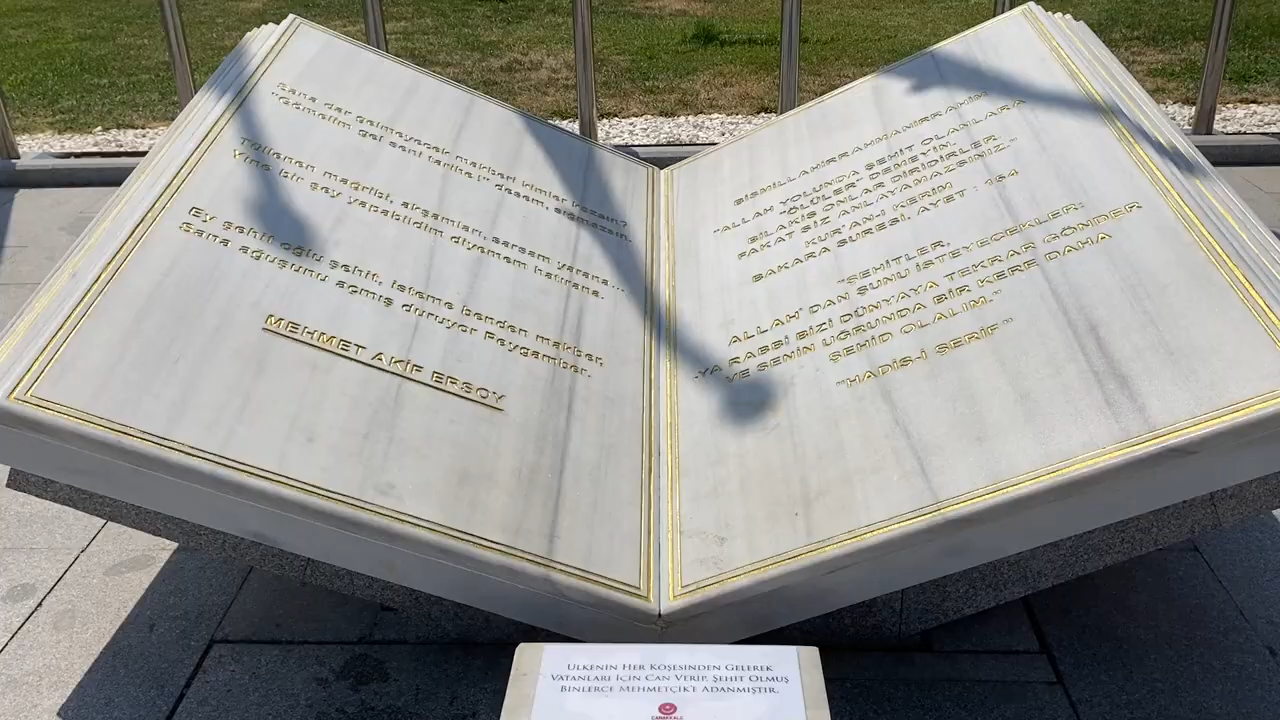 Sana dar gelmeyecek makberi kimler kazsın?
"Gömelim gel seni tarihe!" desem, sığmazsın.
Tüllenen mağribi, akşamları, sarsam yarana...
Yine bir şey yapabildim diyemem hatırana.
Ey şehit oğlu şehit, isteme benden makber,
Sana aguşunu açmış duruyor Peygamber.
MEHMET AKİF ERSOY
BİSMİLLAHİRRAHMANİRRAHİM
"ALLAH YOLUNDA ŞEHİT OLANLARA
'ÖLÜLER' DEMEYİN.
BİLAKİS ONLAR DİRİDİRLER,
FAKAT SİZ ANLAYAMAZSINIZ."
KUR'AN-I KERİM
BAKARA SURESİ. AYET : 154
"ŞEHİTLER,
ALLAH'DAN ŞUNU İSTEYECEKLER:
YA RABBİ BİZİ DÜNYAYA TEKRAR GÖNDER
VE SENİN UĞRUNDA BİR KERE DAHA
ŞEHİD OLALIM."
"HADİS-İ ŞERİF"
ÜLKENİN HER KÖŞESİNDEN GELEREK
VATANLARI İÇİN CAN VERİP, ŞEHİT OLMUŞ
BİNLERCE MEHMETÇİK'E ADANMIŞTIR.
ÇANAKKALE